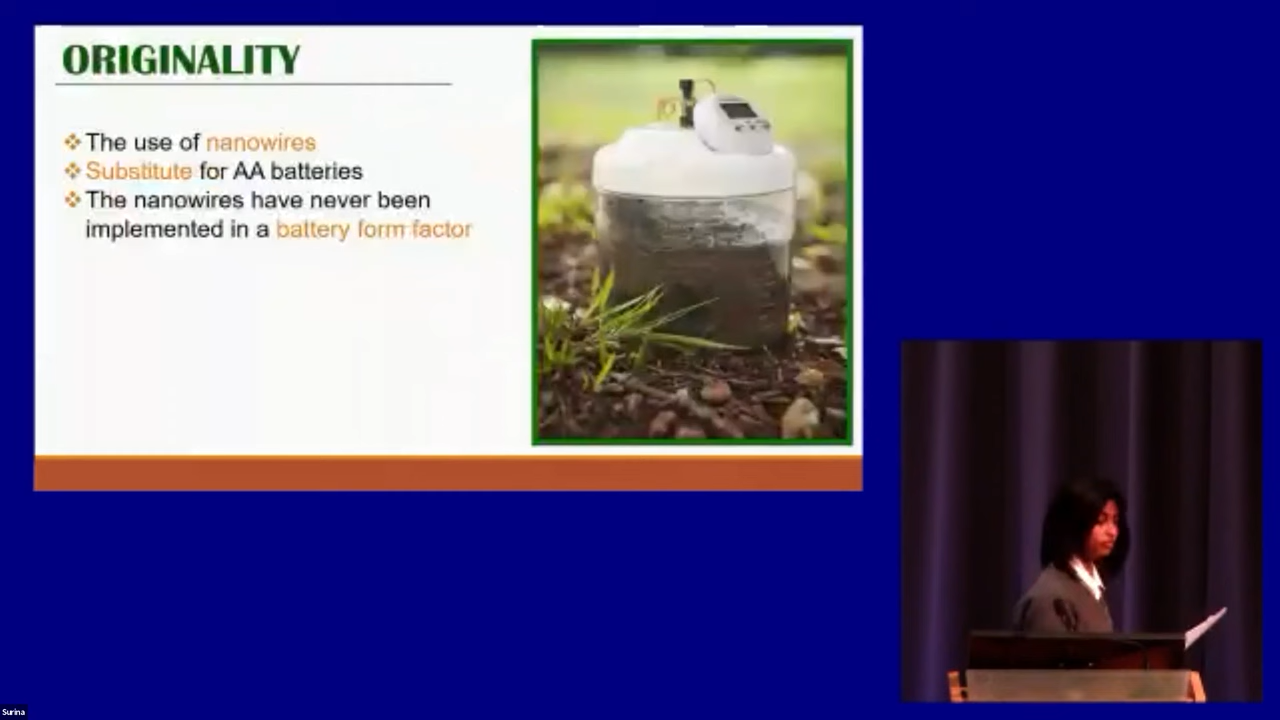 ORIGINALITY
The use of nanowires
Substitute for AA batteries
The nanowires have never been
implemented in a battery form factor
Surina